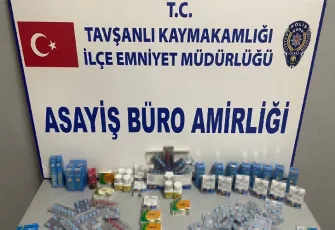 T.C.
TAVŞANLI KAYMAKAMLIĞI
İLÇE EMNİYET MÜDÜRLÜĞÜ
ASAYİŞ BÜRO AMİRLİĞİ